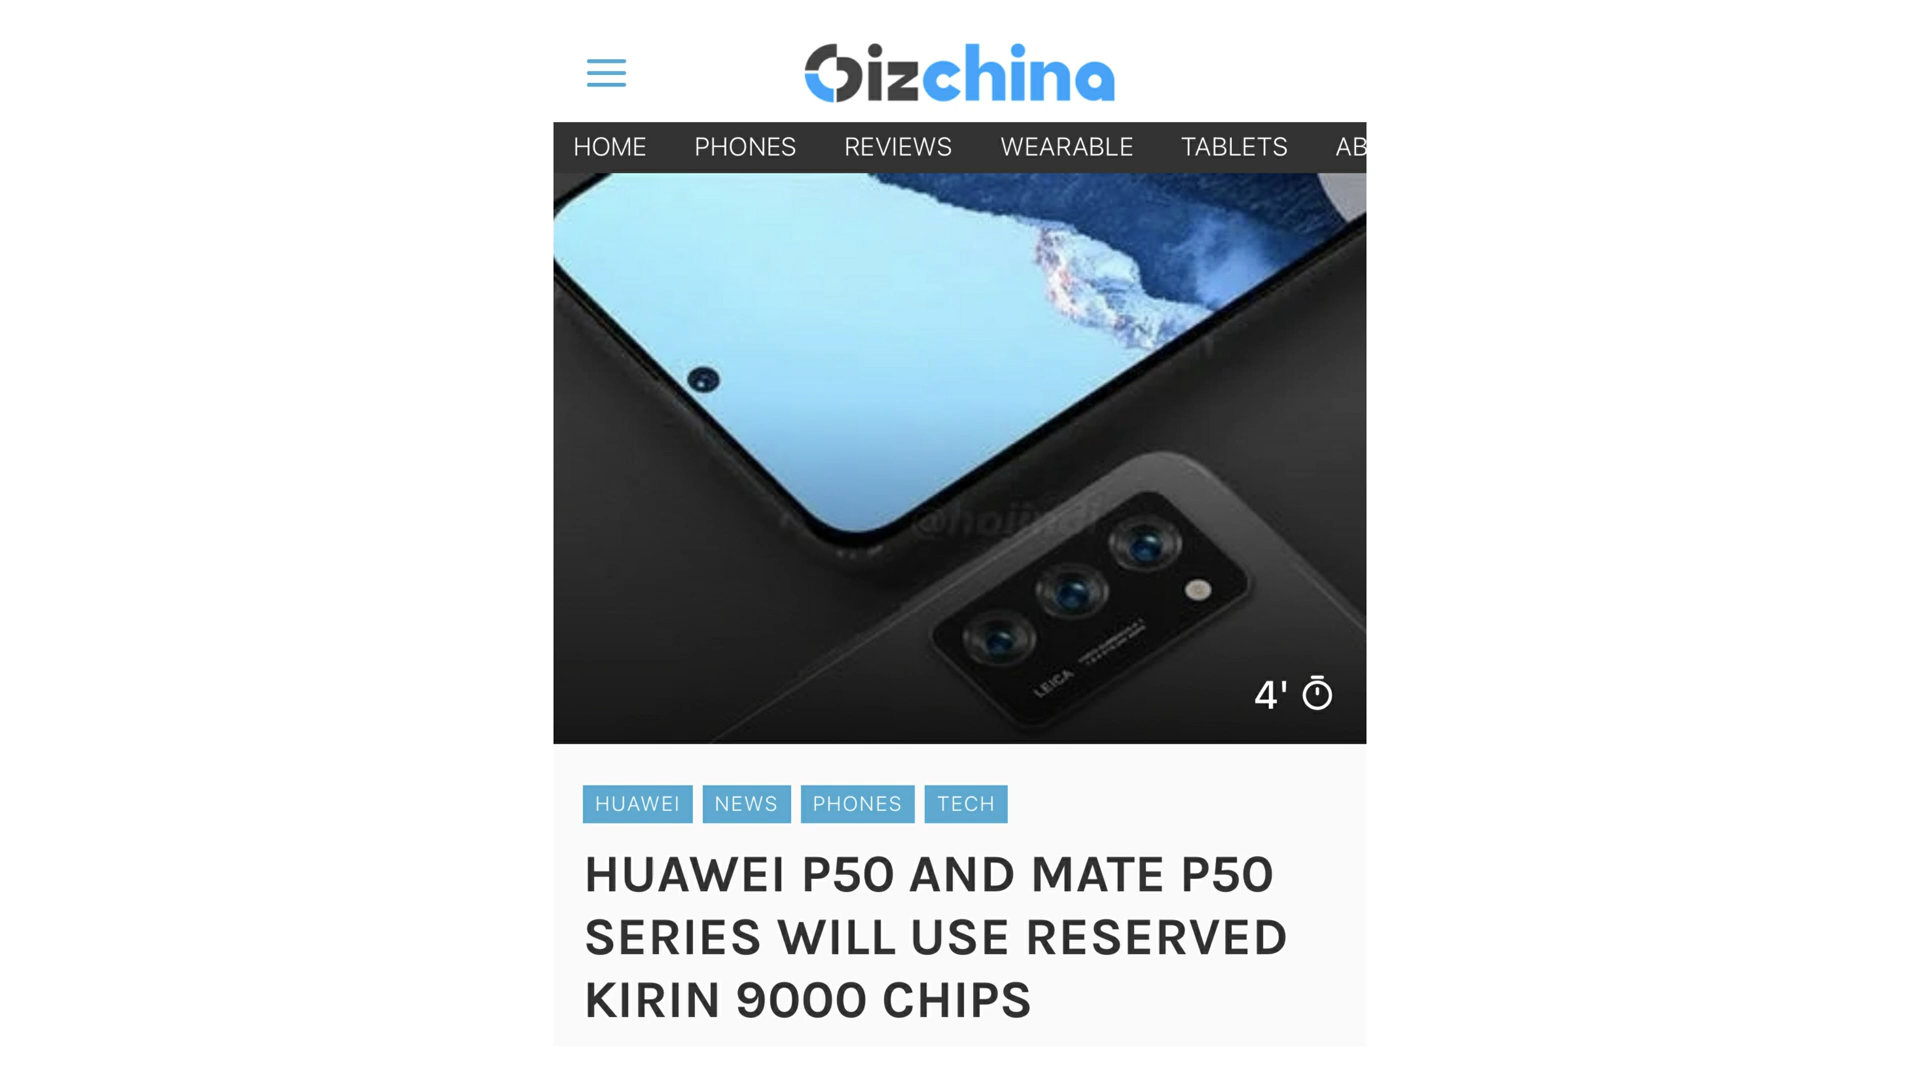 Gizchina
HOME PHONES REVIEWS WEARABLE TABLETS AB
@hojindi
LEICA
4'
HUAWEI NEWS PHONES TECH
HUAWEI P50 AND MATE P50
SERIES WILL USE RESERVED
KIRIN 9000 CHIPS